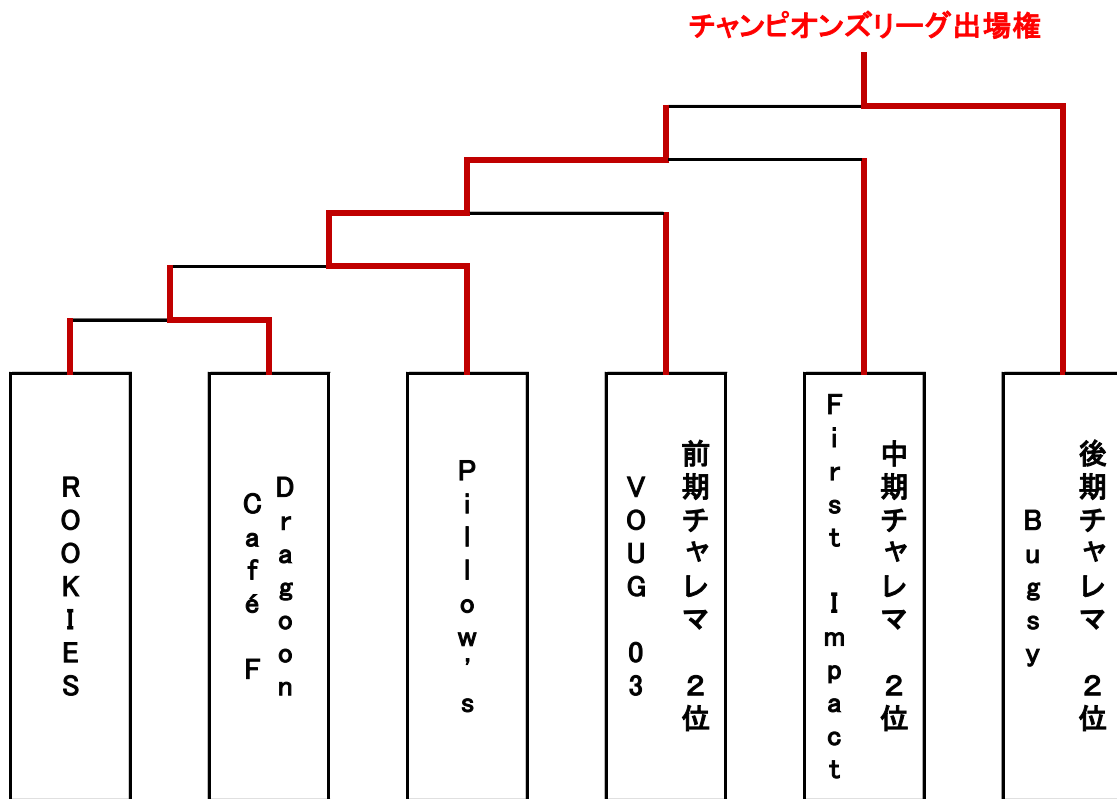 チャンピオンズリーグ出場権
ROOKIES
Dragooon
Café F
Pillow's
前期チャレマ 2位
VOUG 03
中期チャレマ 2位
First Impact
後期チャレマ 2位
Bugsy